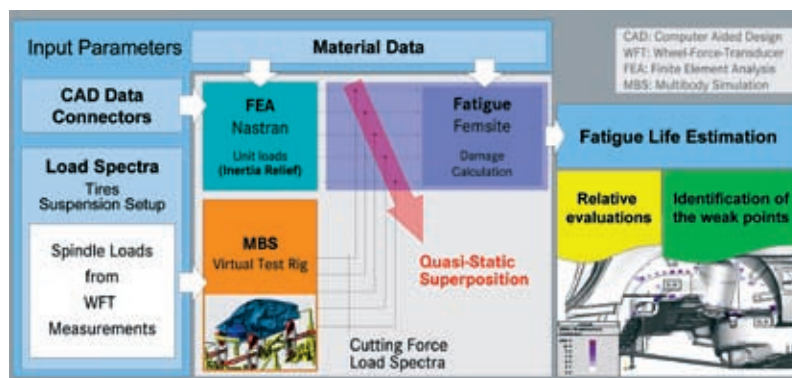 Input Parameters
Material Data
CAD: Computer Aided Design
WFT: Wheel-Force-Transducer
FEA: Finite Element Analysis
MBS: Multibody Simulation
CAD Data
Connectors
FEA
Nastran
Unit loads
(Inertia Relief)
Fatigue
Femsite
Damage
Calculation
Fatigue Life Estimation
Load Spectra
Tires
Suspension Setup
Spindle Loads
from
WFT
Measurements
MBS
Virtual Test Rig
Quasi-Static
Superposition
Cutting Force
Load Spectra
Relative
evaluations
Identification of
the weak points